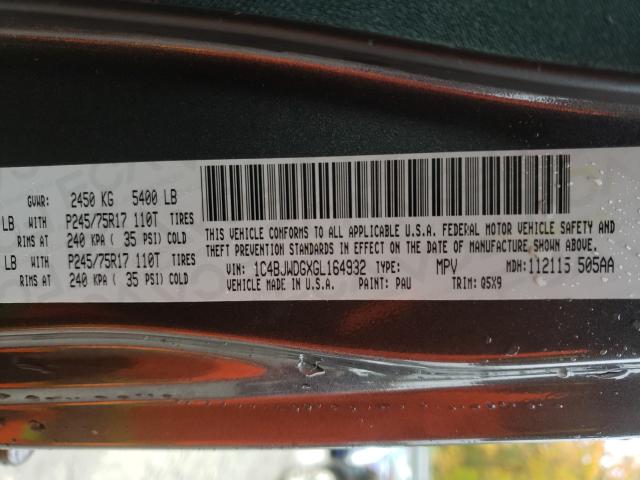 GVWR: 2450 KG 5400 LB
LB WITH P245/75R17 110T TIRES
RIMS AT 240 KPA ( 35 PSI) COLD
LB WITH P245/75R17 110T TIRES
RIMS AT 240 KPA ( 35 PSI) COLD
THIS VEHICLE CONFORMS TO ALL APPLICABLE U.S.A. FEDERAL MOTOR VEHICLE SAFETY AND
THEFT PREVENTION STANDARDS IN EFFECT ON THE DATE OF MANUFACTURE SHOWN ABOVE.
VIN: 1C4BJWDGXGL164932 TYPE: MPV MDH: 112115 505AA
VEHICLE MADE IN U.S.A. PAINT: PAU TRIM: Q5X9